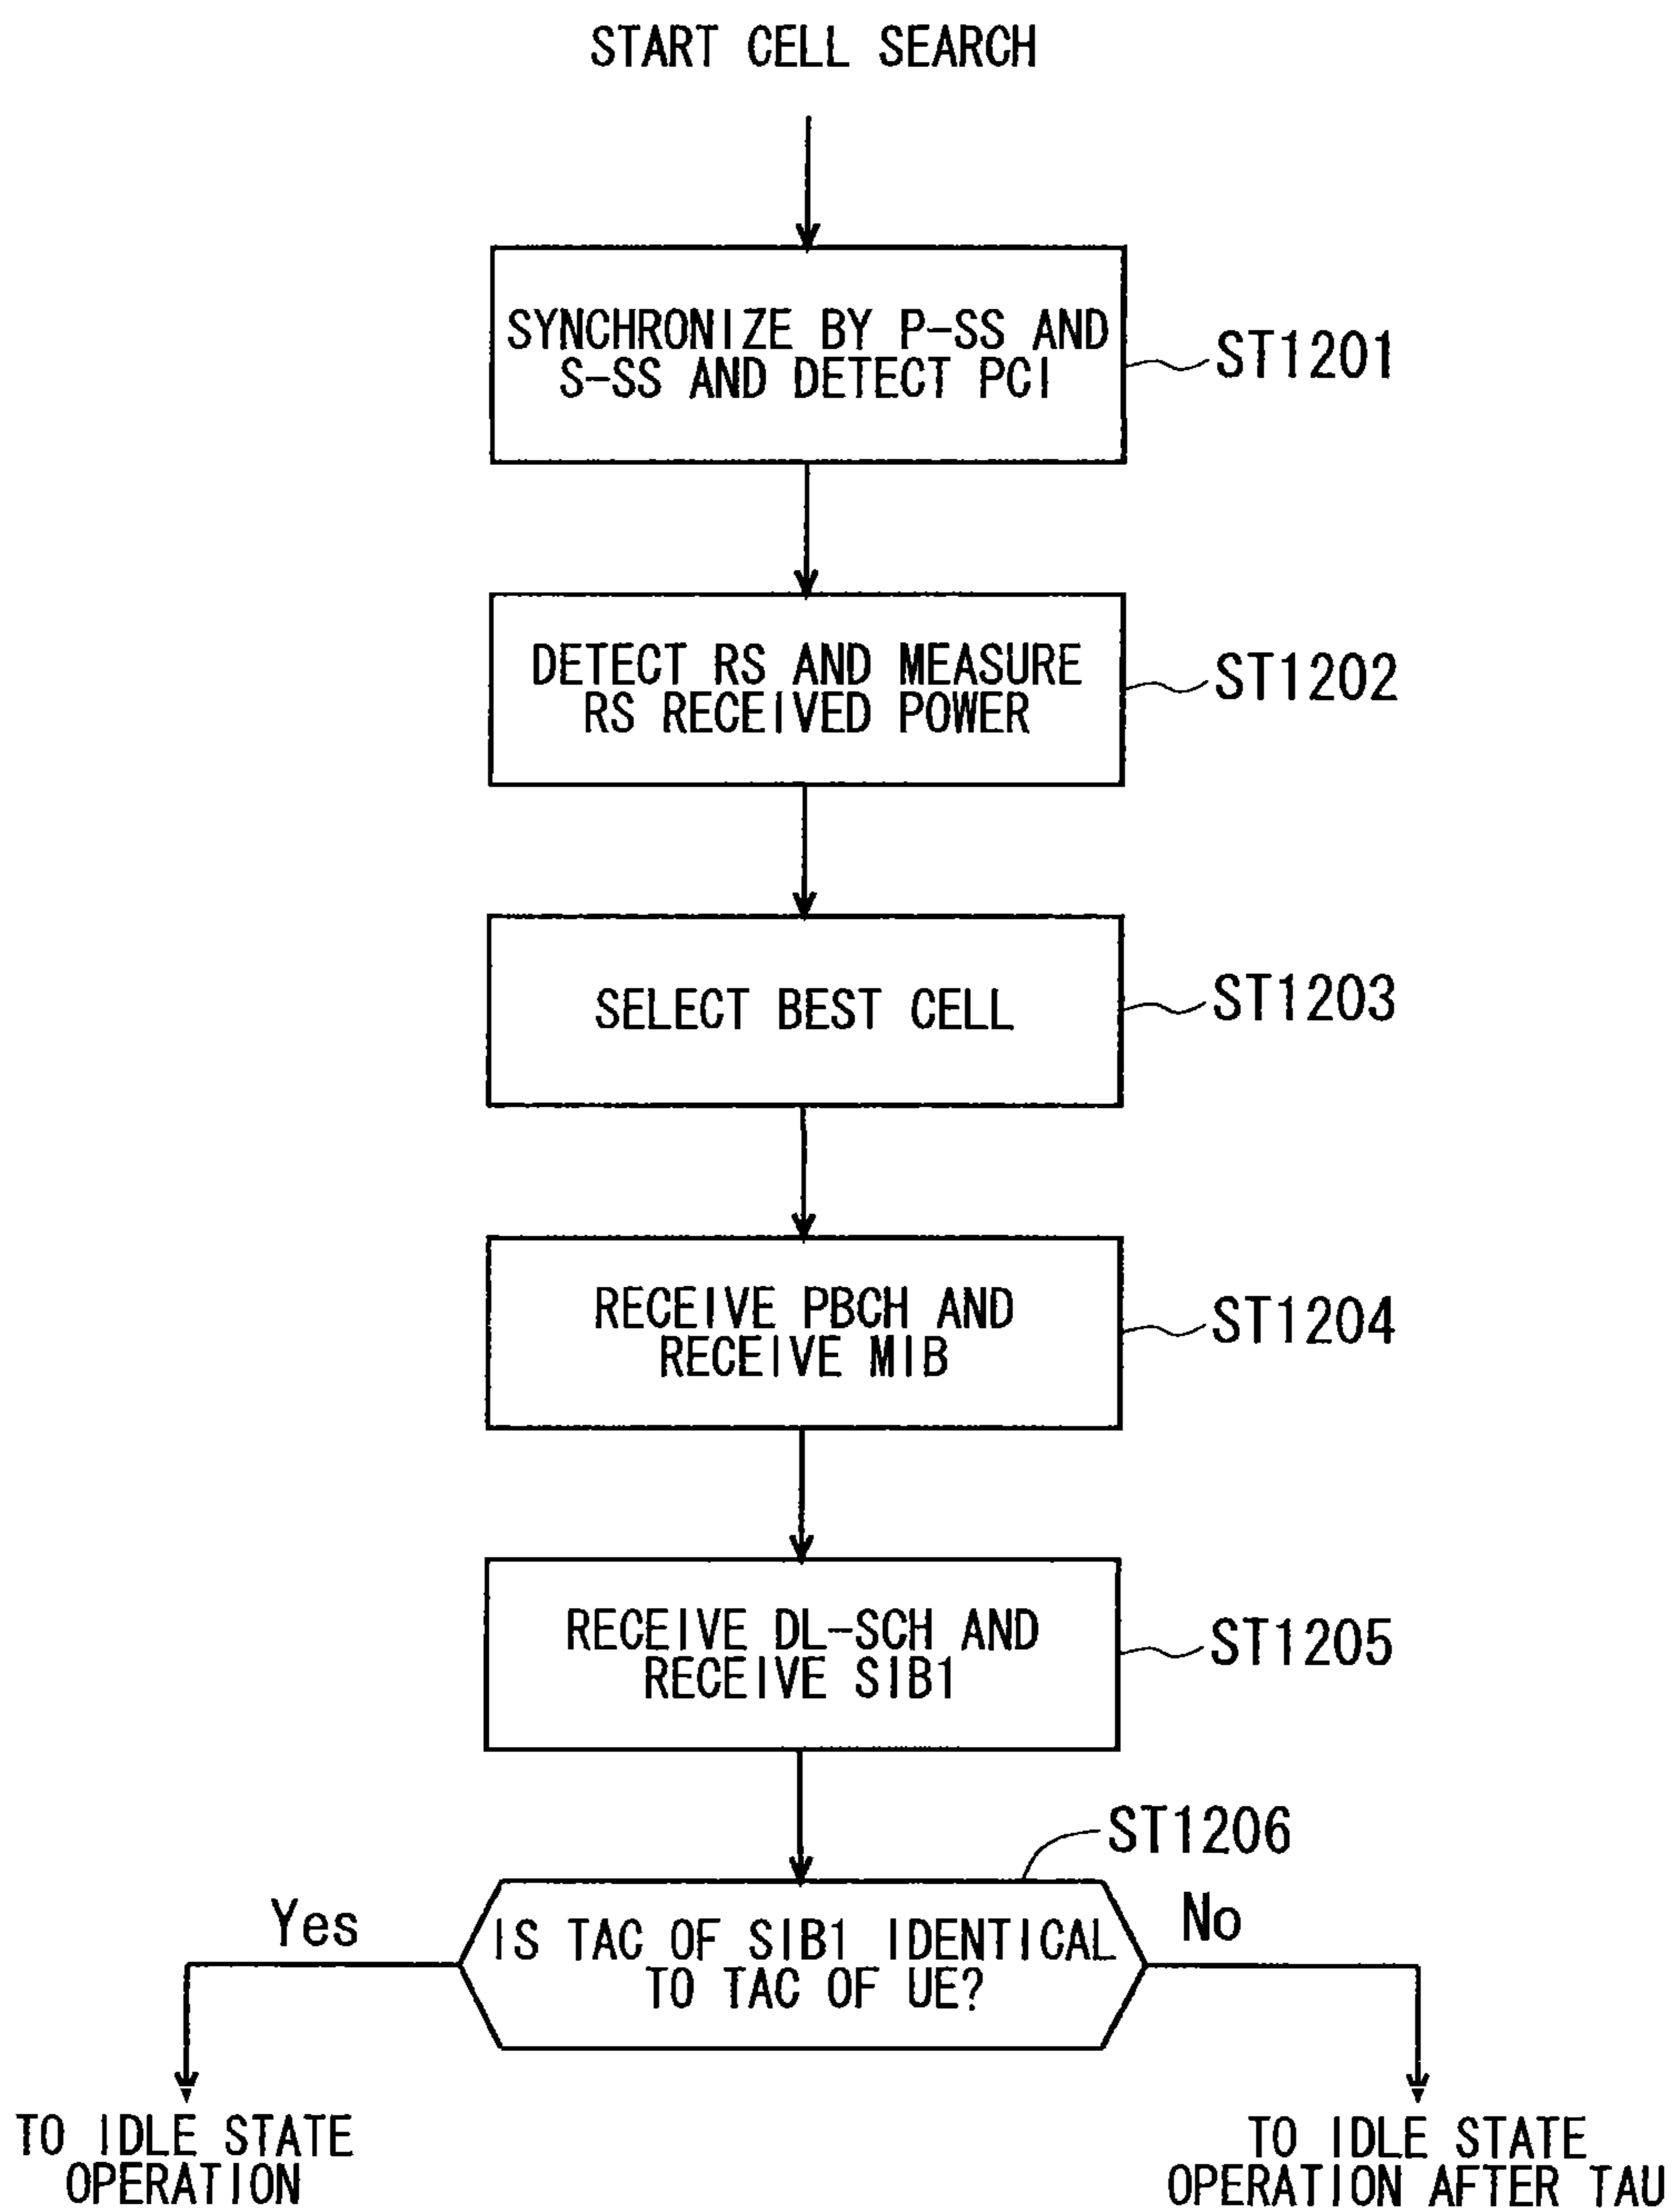 START CELL SEARCH
SYNCHRONIZE BY P-SS AND
S-SS AND DETECT PCI
ST1201
DETECT RS AND MEASURE
RS RECEIVED POWER
ST1202
SELECT BEST CELL
ST1203
RECEIVE PBCH AND
RECEIVE MIB
ST1204
RECEIVE DL-SCH AND
RECEIVE SIB1
ST1205
ST1206
IS TAC OF SIB1 IDENTICAL
TO TAC OF UE?
Yes
No
TO IDLE STATE
OPERATION
TO IDLE STATE
OPERATION AFTER TAU